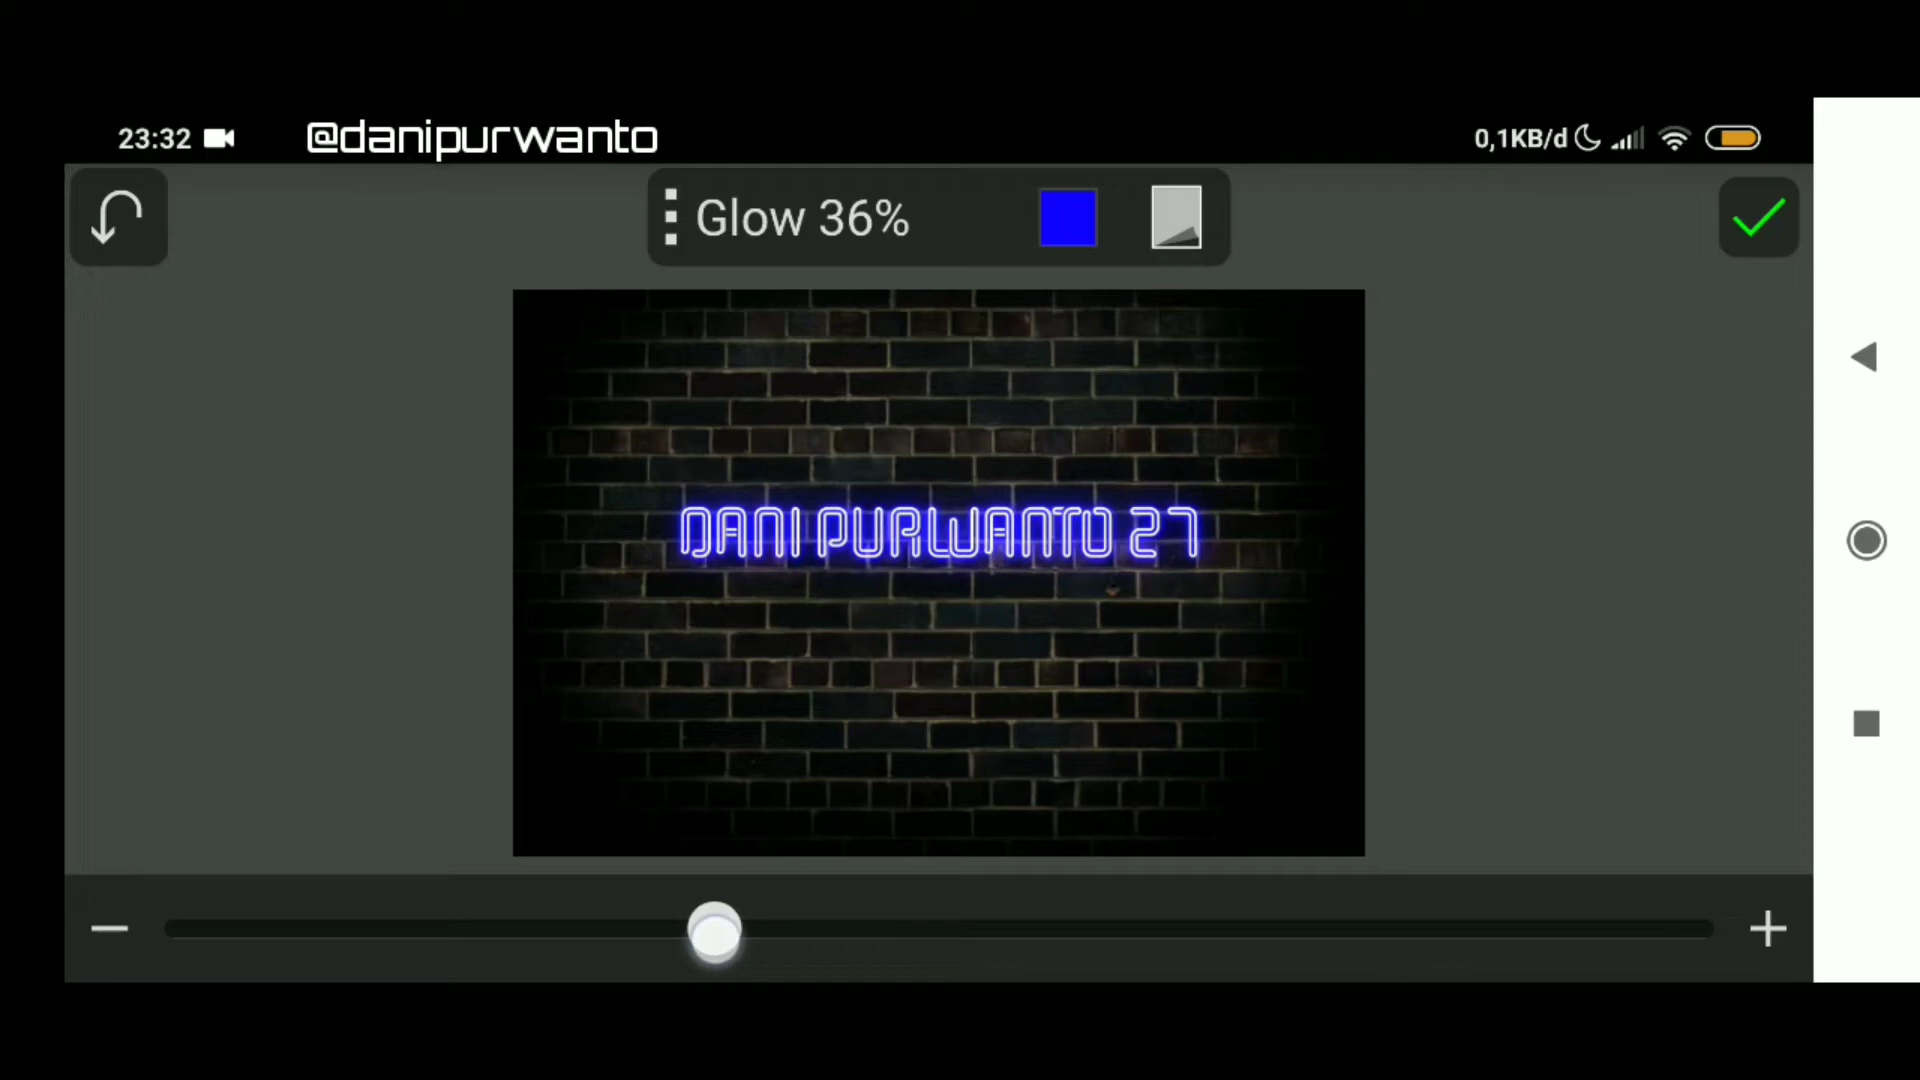 23:32
@danipurwanto
0,1KB/d
Glow 36%
DANI PURWANTO 27